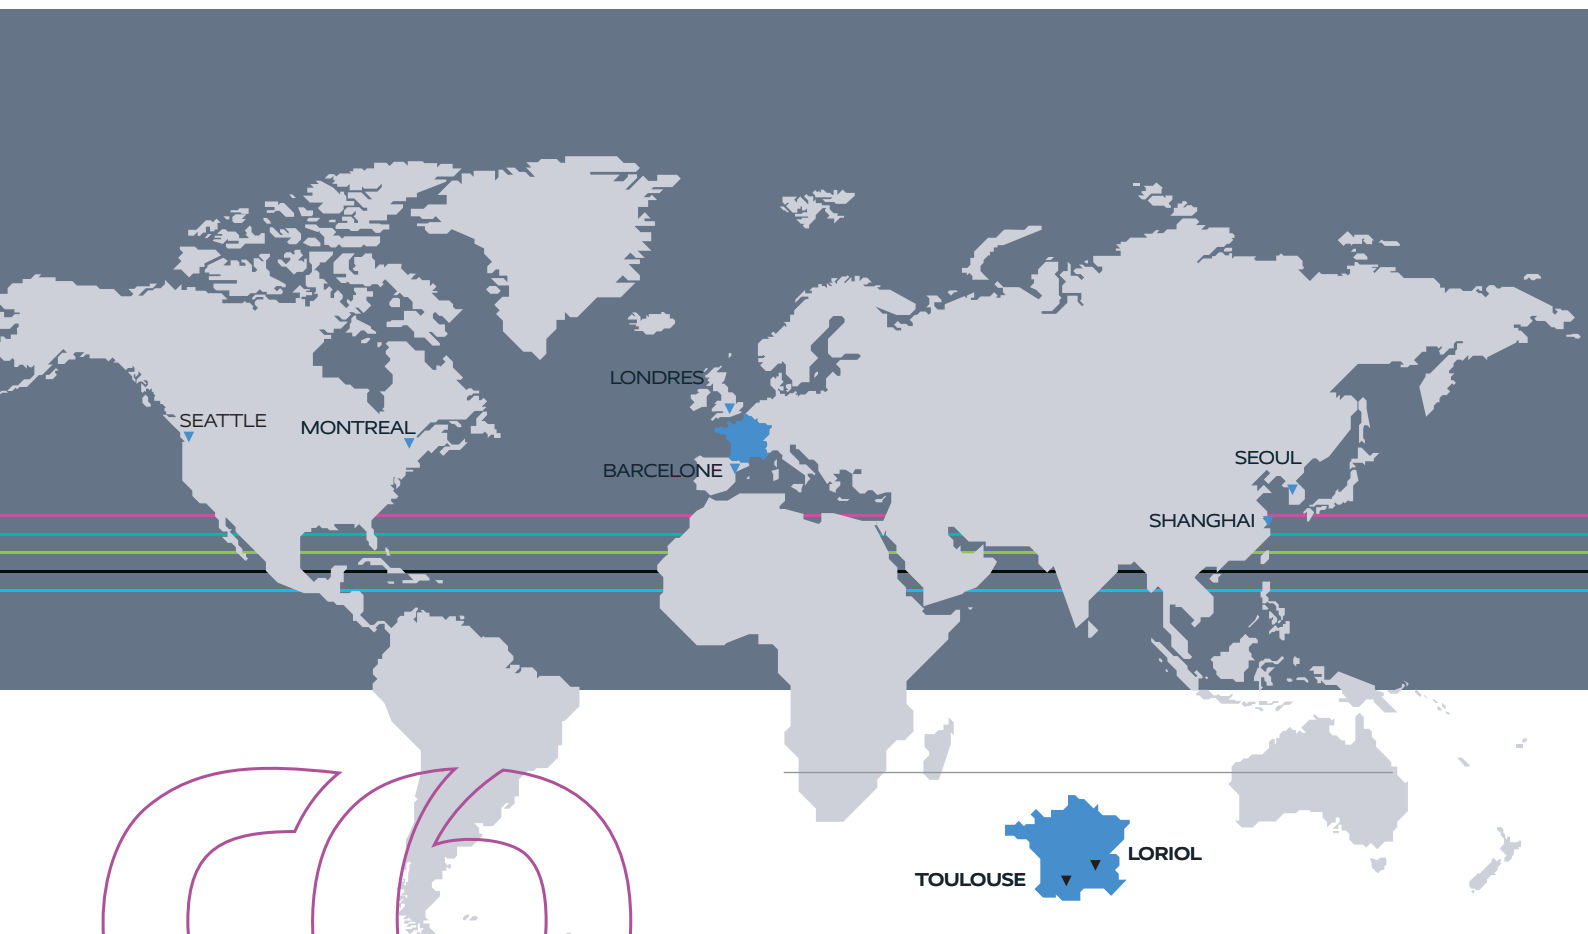 LONDRES
SEATTLE
MONTREAL
BARCELONE
SEOUL
SHANGHAI
LORIOL
TOULOUSE